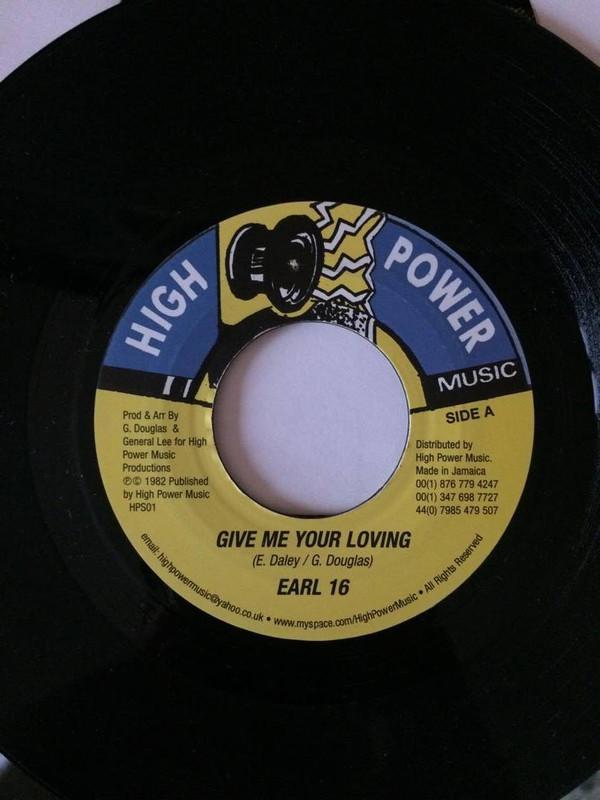 HIGH POWER
MUSIC
SIDE A
Prod & Arr By
G. Douglas &
General Lee for High
Power Music
Productions
℗© 1982 Published
by High Power Music
HPS01
Distributed by
High Power Music.
Made in Jamaica
00(1) 876 779 4247
00(1) 347 698 7727
44(0) 7985 479 507
GIVE ME YOUR LOVING
(E. Daley / G. Douglas)
EARL 16
email: highpowermusic@yahoo.co.uk • www.myspace.com/HighPowerMusic • All Rights Reserved